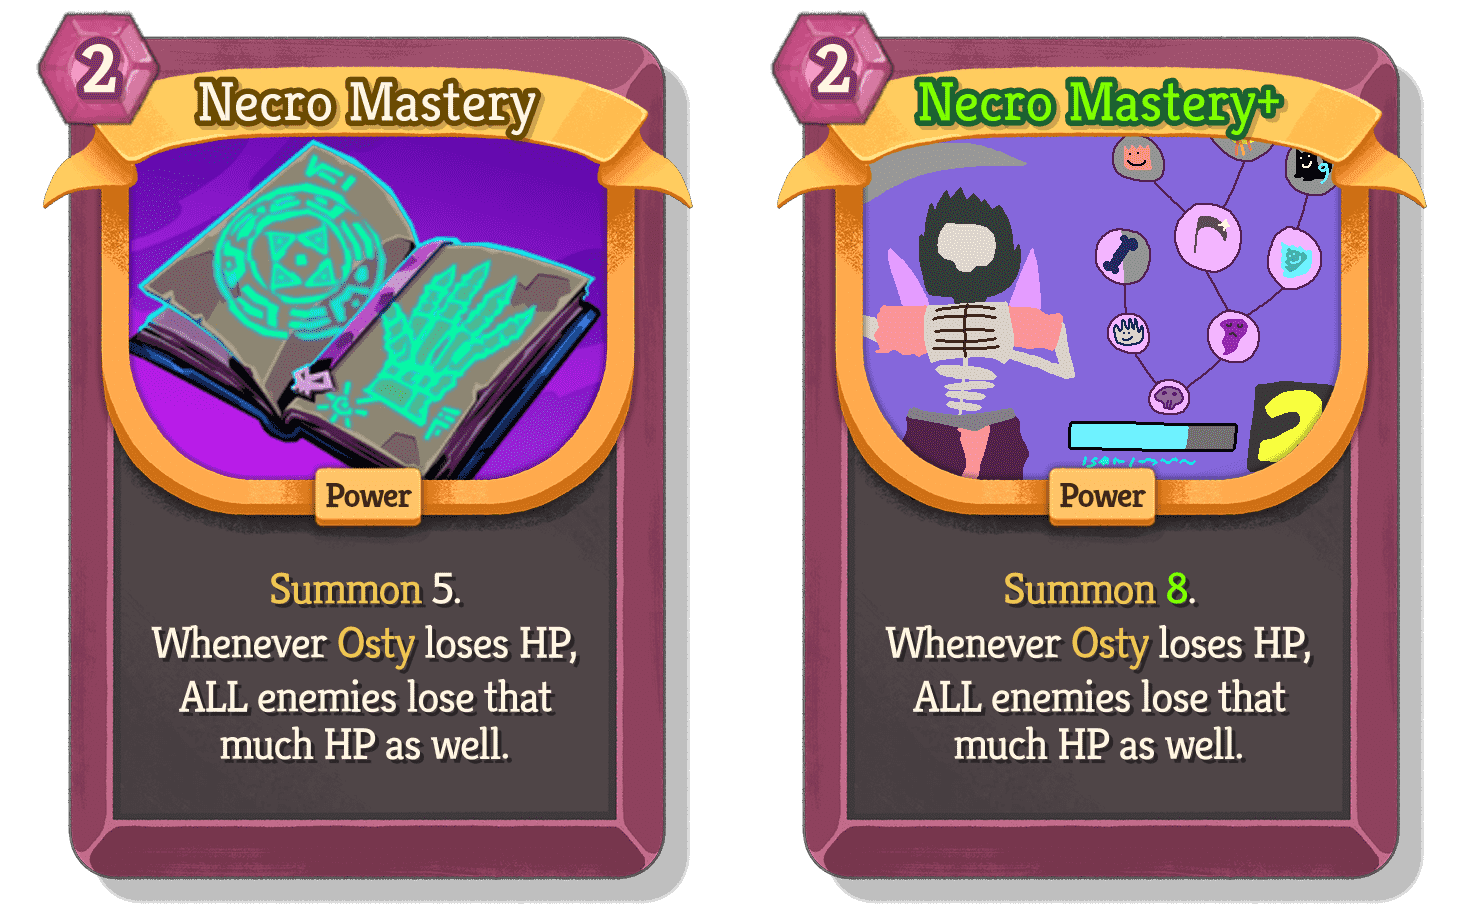 2
Necro Mastery
Power
Summon 5.
Whenever Osty loses HP,
ALL enemies lose that
much HP as well.
2
Necro Mastery+
Power
Summon 8.
Whenever Osty loses HP,
ALL enemies lose that
much HP as well.